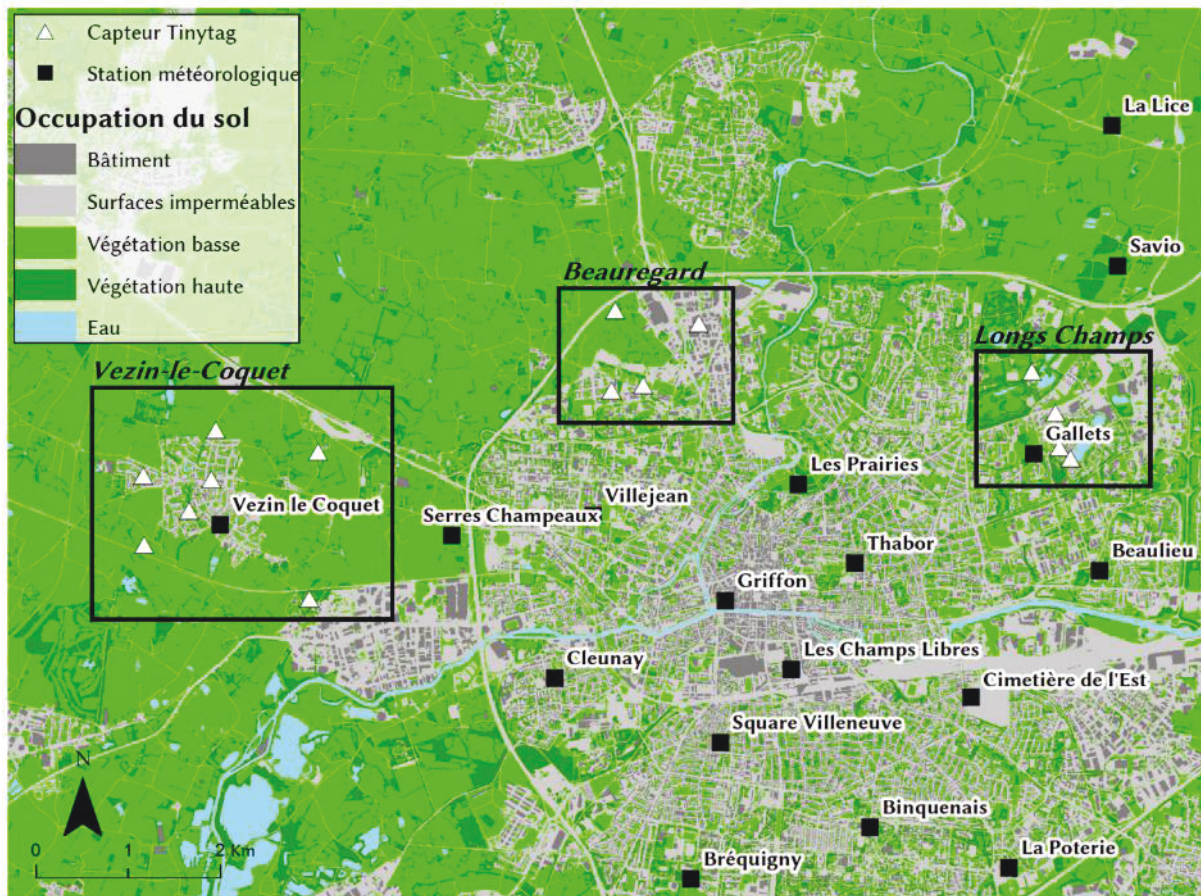 Capteur Tinytag
Station météorologique
Occupation du sol
Bâtiment
Surfaces imperméables
Végétation basse
Végétation haute
Eau
La Lice
Savio
Beauregard
Longs Champs
Vezin-le-Coquet
Gallets
Les Prairies
Villejean
Vezin le Coquet
Serres Champeaux
Thabor
Beaulieu
Griffon
Cleunay
Les Champs Libres
Cimetière de l'Est
Square Villeneuve
N
Binquenais
0 1 2 Km
Bréquigny
La Poterie